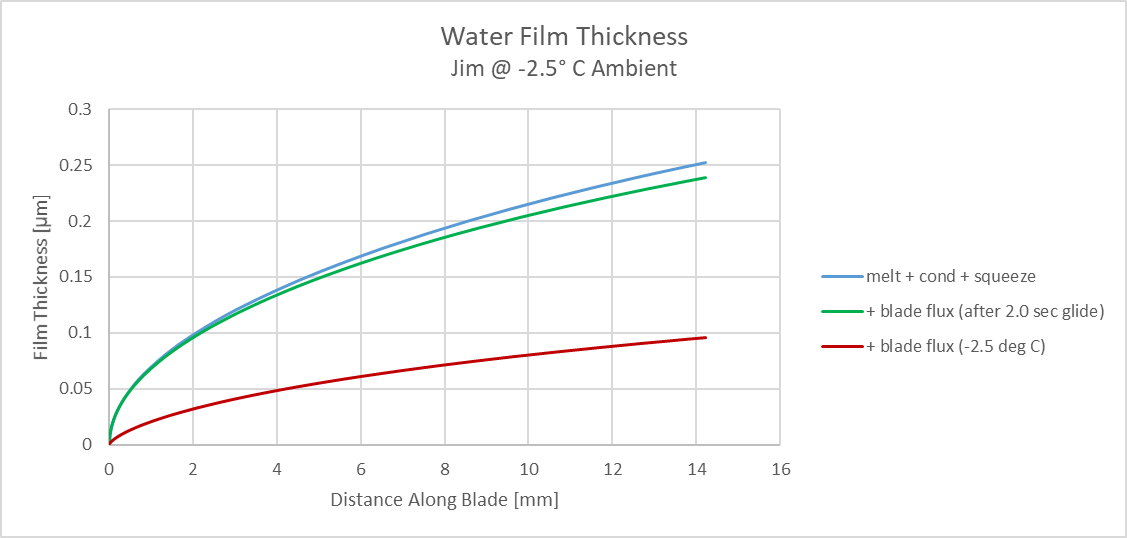 Water Film Thickness
Jim @ -2.5° C Ambient
0.3
0.25
0.2
0.15
0.1
0.05
0
Film Thickness [µm]
0 2 4 6 8 10 12 14 16
Distance Along Blade [mm]
melt + cond + squeeze
+ blade flux (after 2.0 sec glide)
+ blade flux (-2.5 deg C)